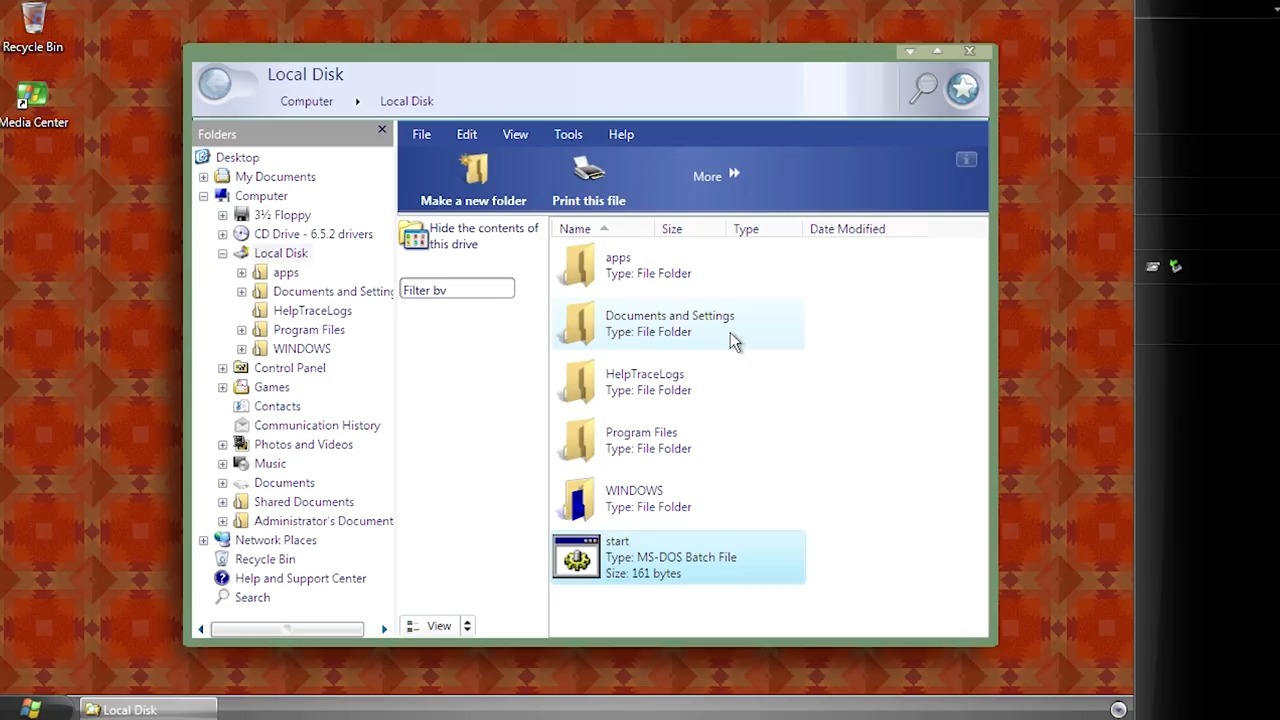 Recycle Bin
Media Center
Local Disk
Computer
Local Disk
Folders
Desktop
My Documents
Computer
3½ Floppy
CD Drive - 6.5.2 drivers
Local Disk
apps
Documents and Setting
HelpTraceLogs
Program Files
WINDOWS
Control Panel
Games
Contacts
Communication History
Photos and Videos
Music
Documents
Shared Documents
Administrator's Document
Network Places
Recycle Bin
Help and Support Center
Search
File Edit View Tools Help
Make a new folder
Print this file
More
Hide the contents of
this drive
Filter by
View
Name Size Type Date Modified
apps
Type: File Folder
Documents and Settings
Type: File Folder
HelpTraceLogs
Type: File Folder
Program Files
Type: File Folder
WINDOWS
Type: File Folder
start
Type: MS-DOS Batch File
Size: 161 bytes
Local Disk